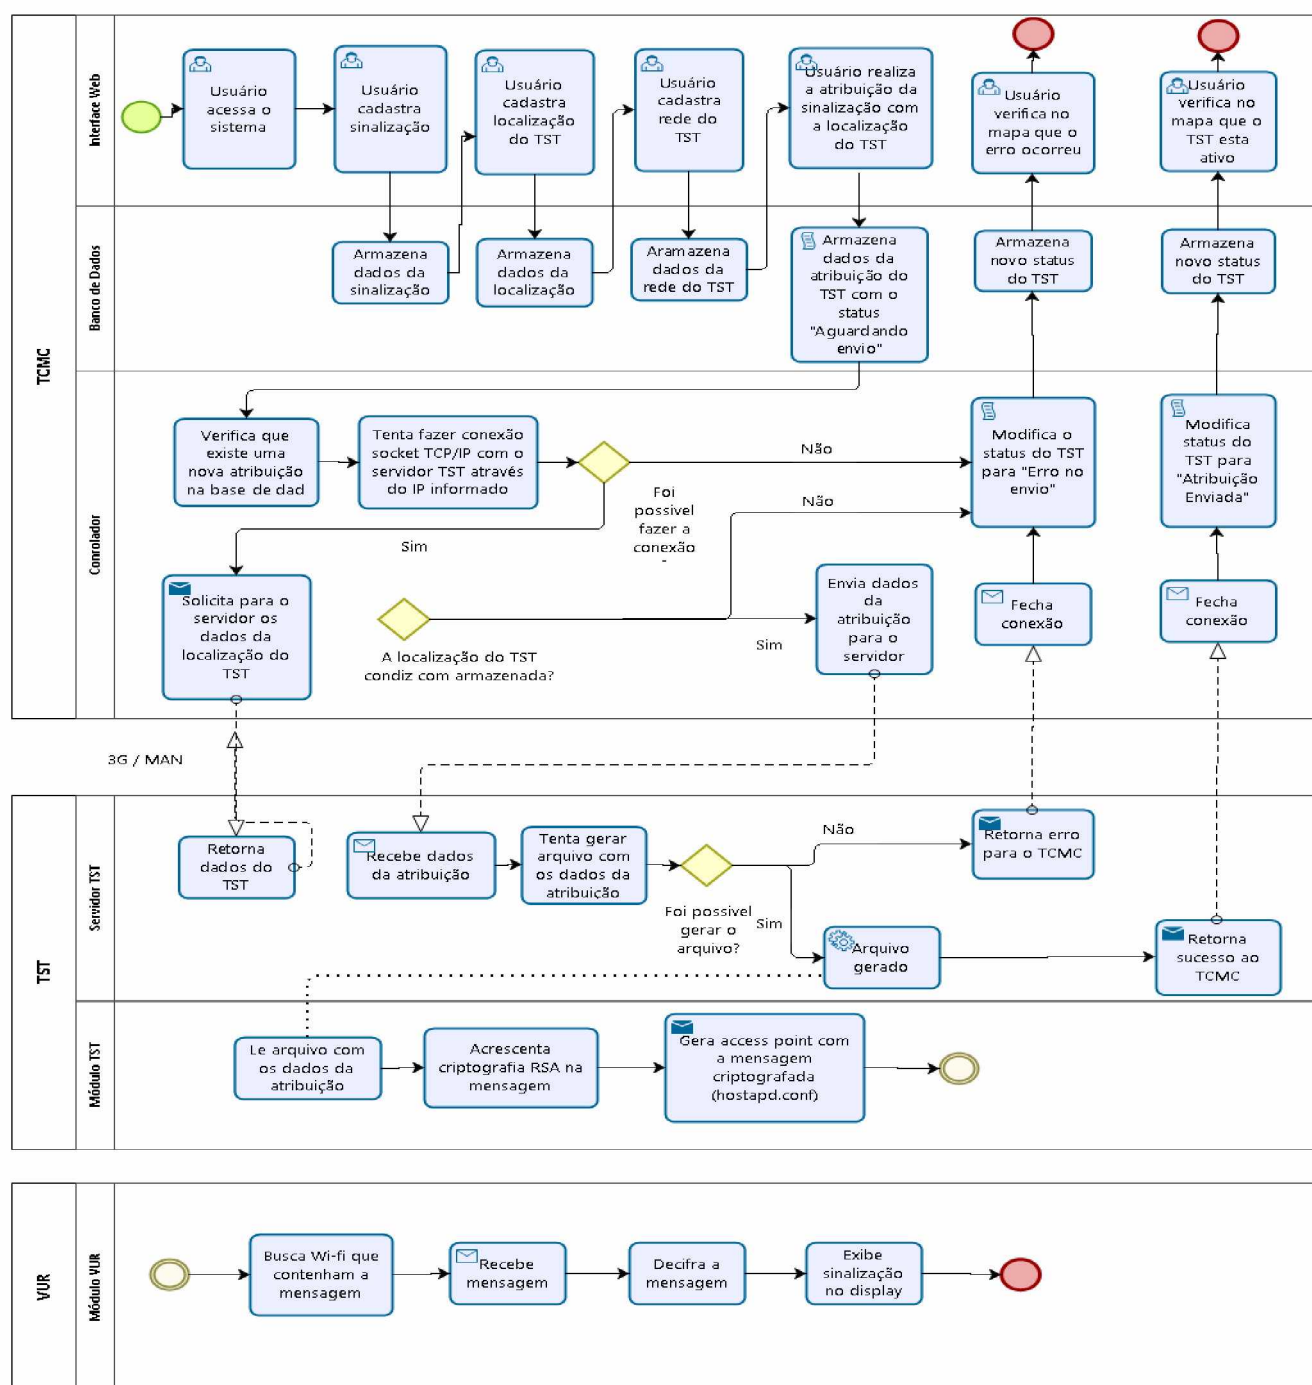 TCMC
Interface Web
Usuário
acessa o
sistema
Usuário
cadastra
sinalização
Usuário
cadastra
localização
do TST
Usuário
cadastra
rede do
TST
Usuário realiza
a atribuição da
sinalização com
a localização
do TST
Usuário
verifica no
mapa que o
erro ocorreu
Usuário
verifica no
mapa que o
TST esta
ativo
Banco de Dados
Armazena
dados da
sinalização
Armazena
dados da
localização
Aramazena
dados da
rede do TST
Armazena
dados da
atribuição do
TST com o
status
"Aguardando
envio"
Armazena
novo status
do TST
Armazena
novo status
do TST
Conrolador
Verifica que
existe uma
nova atribuição
na base de dad
Tenta fazer conexão
socket TCP/IP com o
servidor TST através
do IP informado
Foi
possivel
fazer a
conexão
Não
Sim
Não
Modifica o
status do TST
para "Erro no
envio"
Modifica
status do
TST para
"Atribuição
Enviada"
Solicita para o
servidor os
dados da
localização do
TST
A localização do TST
condiz com armazenada?
Sim
Envia dados
da
atribuição
para o
servidor
Fecha
conexão
Fecha
conexão
3G / MAN
TST
Servidor TST
Retorna
dados do
TST
Recebe dados
da atribuição
Tenta gerar
arquivo com
os dados da
atribuição
Foi possivel
gerar o
arquivo?
Não
Sim
Retorna erro
para o TCMC
Arquivo
gerado
Retorna
sucesso ao
TCMC
Módulo TST
Le arquivo com
os dados da
atribuição
Acrescenta
criptografia RSA na
mensagem
Gera access point com
a mensagem
criptografada
(hostapd.conf)
VUR
Módulo VUR
Busca Wi-fi que
contenham a
mensagem
Recebe
mensagem
Decifra a
mensagem
Exibe
sinalização
no display